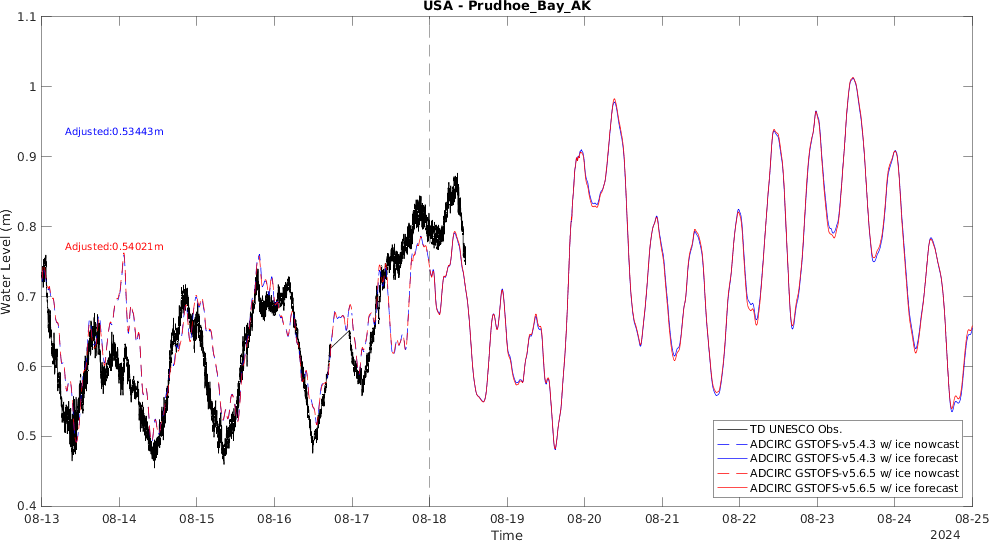 USA - Prudhoe_Bay_AK
1.1
1
0.9
0.8
0.7
0.6
0.5
0.4
Water Level (m)
Adjusted:0.53443m
Adjusted:0.54021m
TD UNESCO Obs.
ADCIRC GSTOFS-v5.4.3 w/ ice nowcast
ADCIRC GSTOFS-v5.4.3 w/ ice forecast
ADCIRC GSTOFS-v5.6.5 w/ ice nowcast
ADCIRC GSTOFS-v5.6.5 w/ ice forecast
08-13 08-14 08-15 08-16 08-17 08-18 08-19 08-20 08-21 08-22 08-23 08-24 08-25
Time
2024